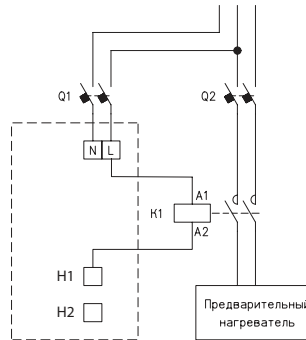 Q1
Q2
N L
A1
K1
A2
H1
H2
Предварительный
нагреватель